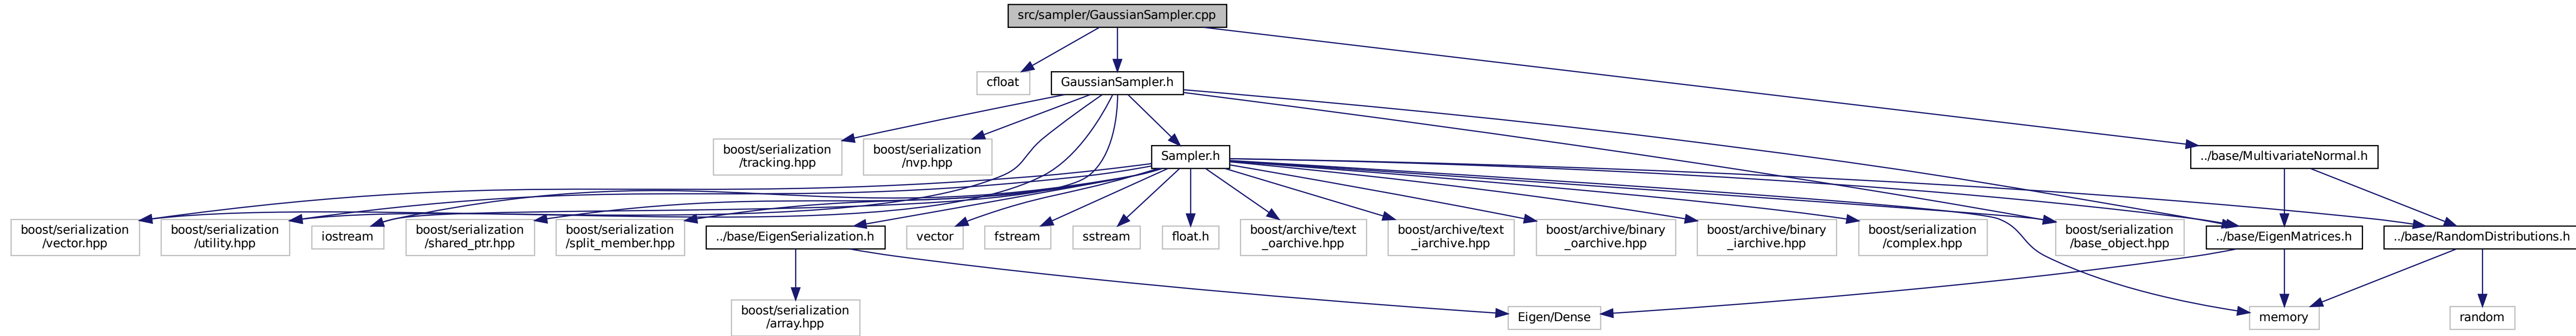 src/sampler/GaussianSampler.cpp
cfloat
GaussianSampler.h
boost/serialization
/tracking.hpp
boost/serialization
/nvp.hpp
Sampler.h
../base/MultivariateNormal.h
boost/serialization
/vector.hpp
boost/serialization
/utility.hpp
iostream
boost/serialization
/shared_ptr.hpp
boost/serialization
/split_member.hpp
../base/EigenSerialization.h
vector
fstream
sstream
float.h
boost/archive/text
_oarchive.hpp
boost/archive/text
_iarchive.hpp
boost/archive/binary
_oarchive.hpp
boost/archive/binary
_iarchive.hpp
boost/serialization
/complex.hpp
boost/serialization
/base_object.hpp
../base/EigenMatrices.h
../base/RandomDistributions.h
boost/serialization
/array.hpp
Eigen/Dense
memory
random